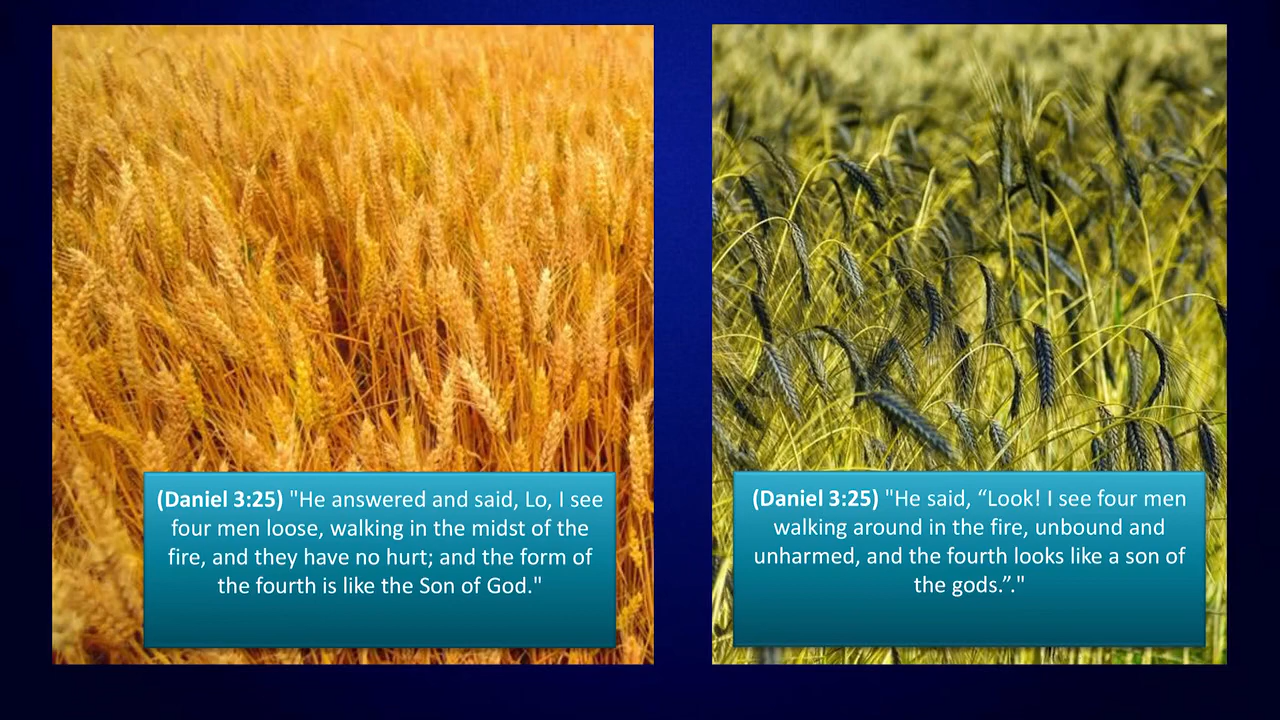 (Daniel 3:25) "He answered and said, Lo, I see
four men loose, walking in the midst of the
fire, and they have no hurt; and the form of
the fourth is like the Son of God."
(Daniel 3:25) "He said, “Look! I see four men
walking around in the fire, unbound and
unharmed, and the fourth looks like a son of
the gods.”."